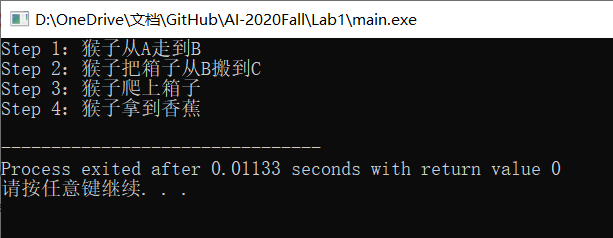 D:\OneDrive\文档\GitHub\AI-2020Fall\Lab1\main.exe
Step 1：猴子从A走到B
Step 2：猴子把箱子从B搬到C
Step 3：猴子爬上箱子
Step 4：猴子拿到香蕉
--------------------------------
Process exited after 0.01133 seconds with return value 0
请按任意键继续. . .